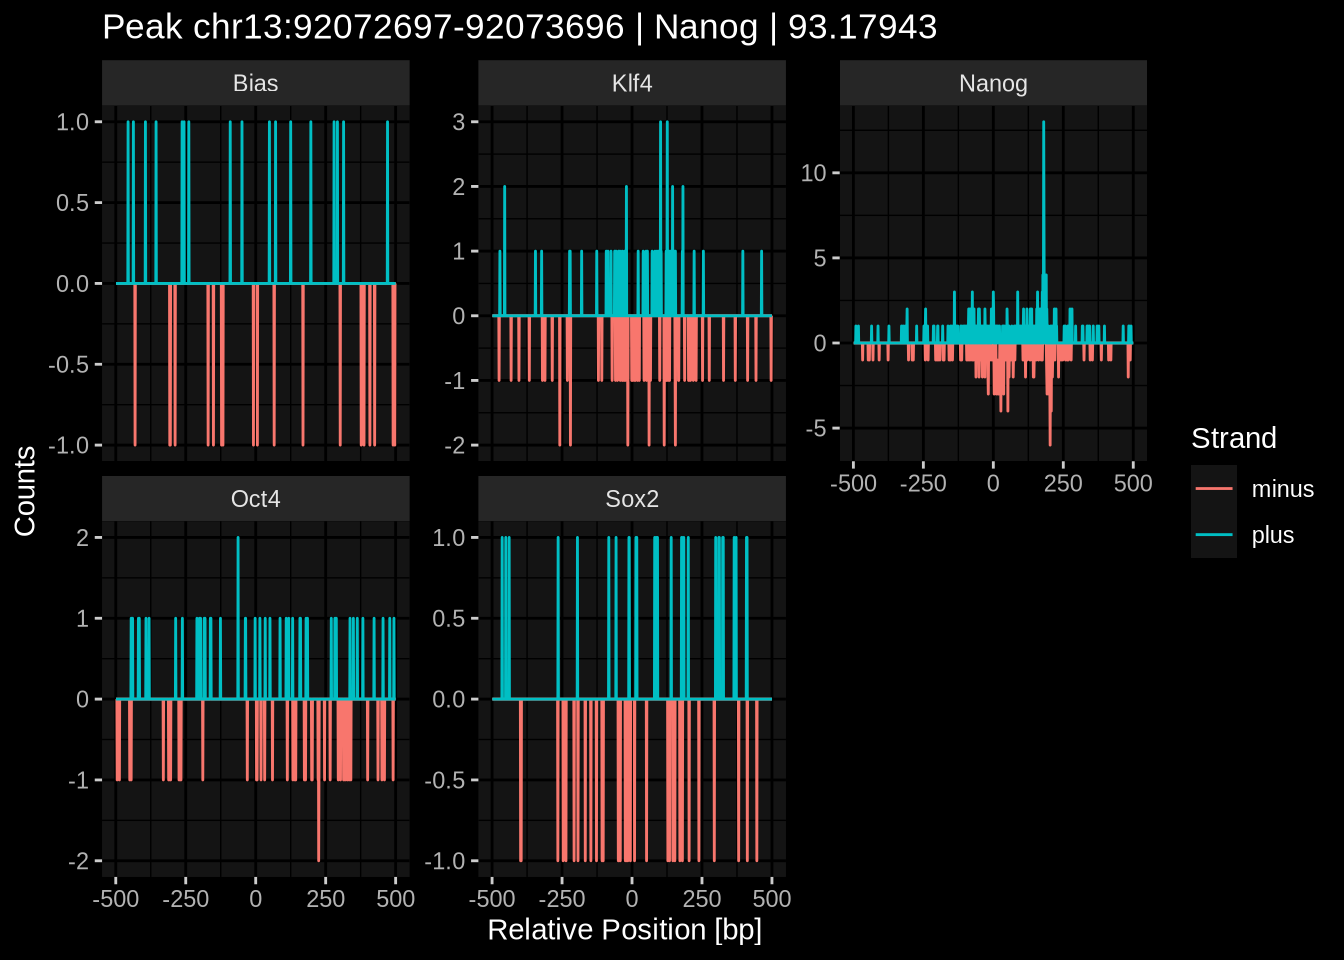 Peak chr13:92072697-92073696 | Nanog | 93.17943
Bias
Klf4
Nanog
1.0
0.5
0.0
-0.5
-1.0
3
2
1
0
-1
-2
10
5
0
-5
-500 -250 0 250 500
Counts
Oct4
Sox2
2
1
0
-1
-2
-500 -250 0 250 500
1.0
0.5
0.0
-0.5
-1.0
-500 -250 0 250 500
Relative Position [bp]
Strand
minus
plus